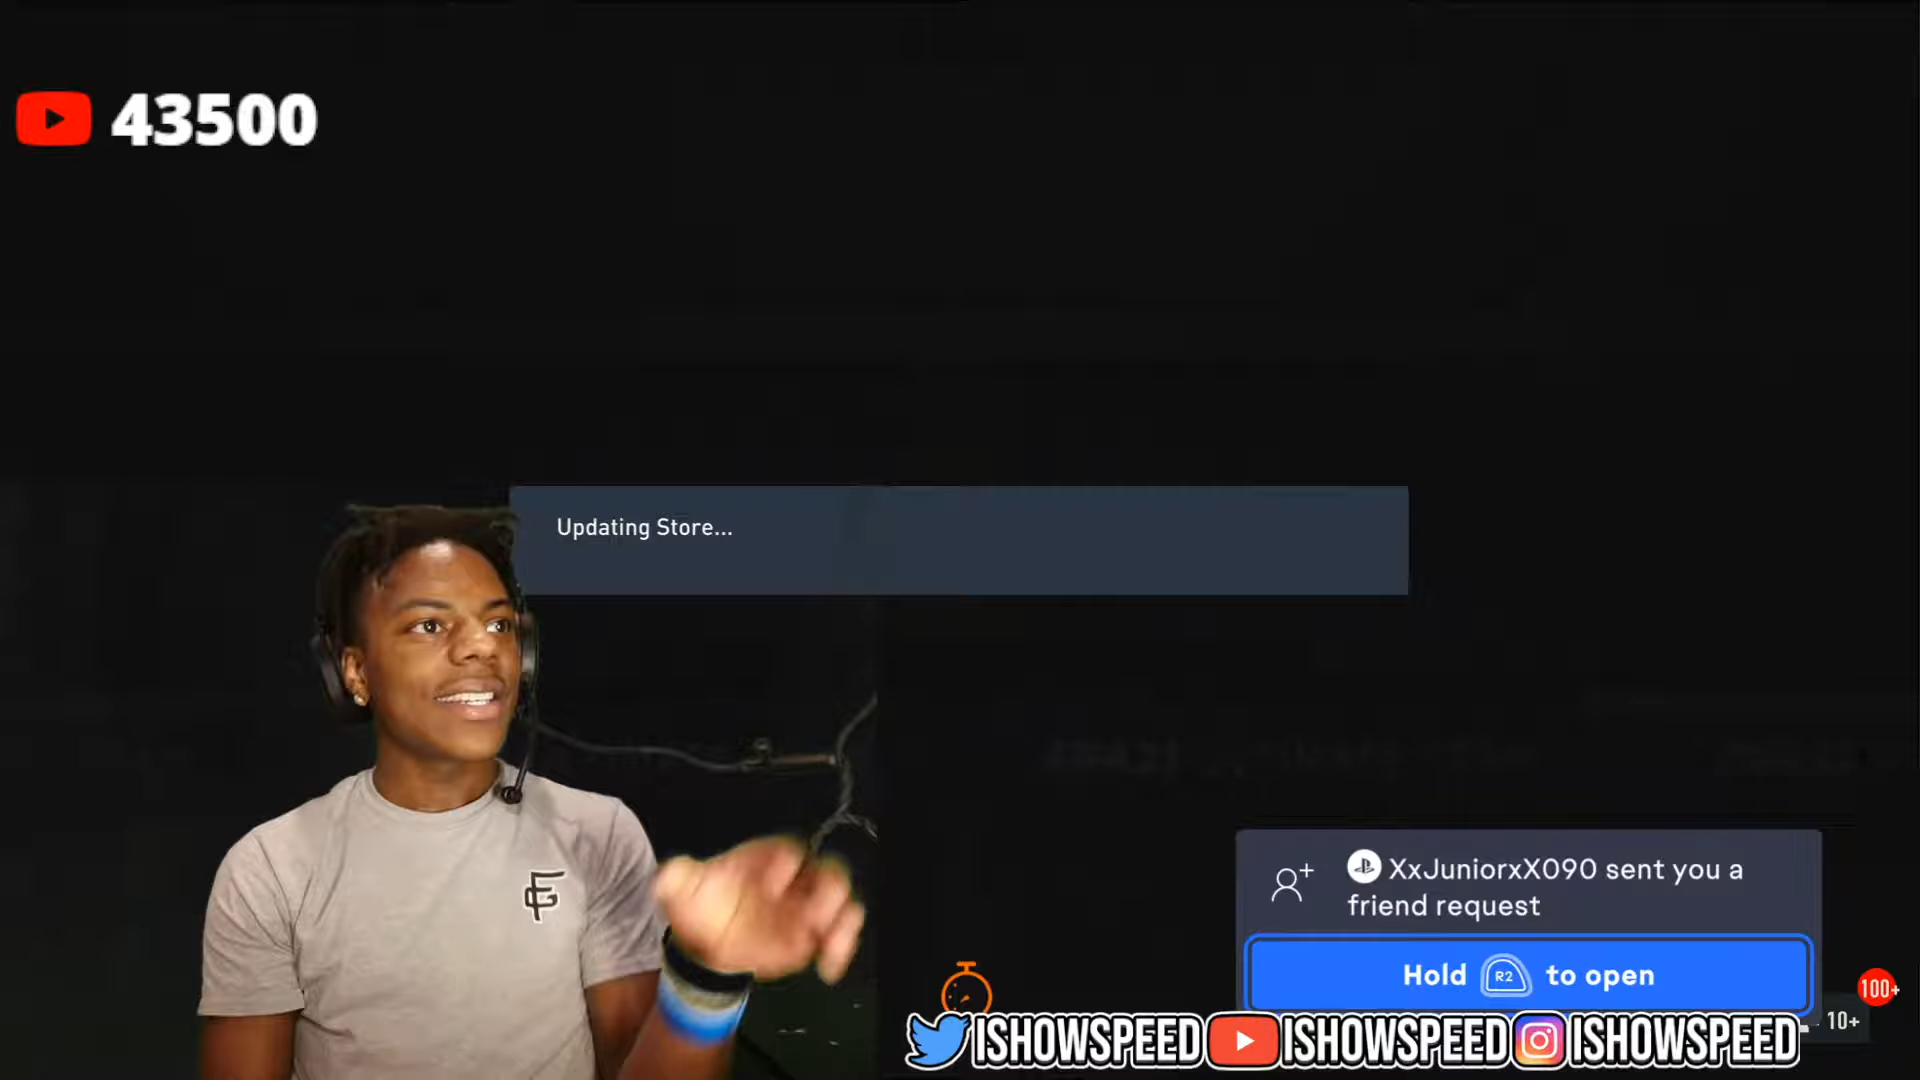 43500
Updating Store...
XxJuniorxX090 sent you a
friend request
Hold R2 to open
100+
10+
ISHOWSPEED ISHOWSPEED ISHOWSPEED